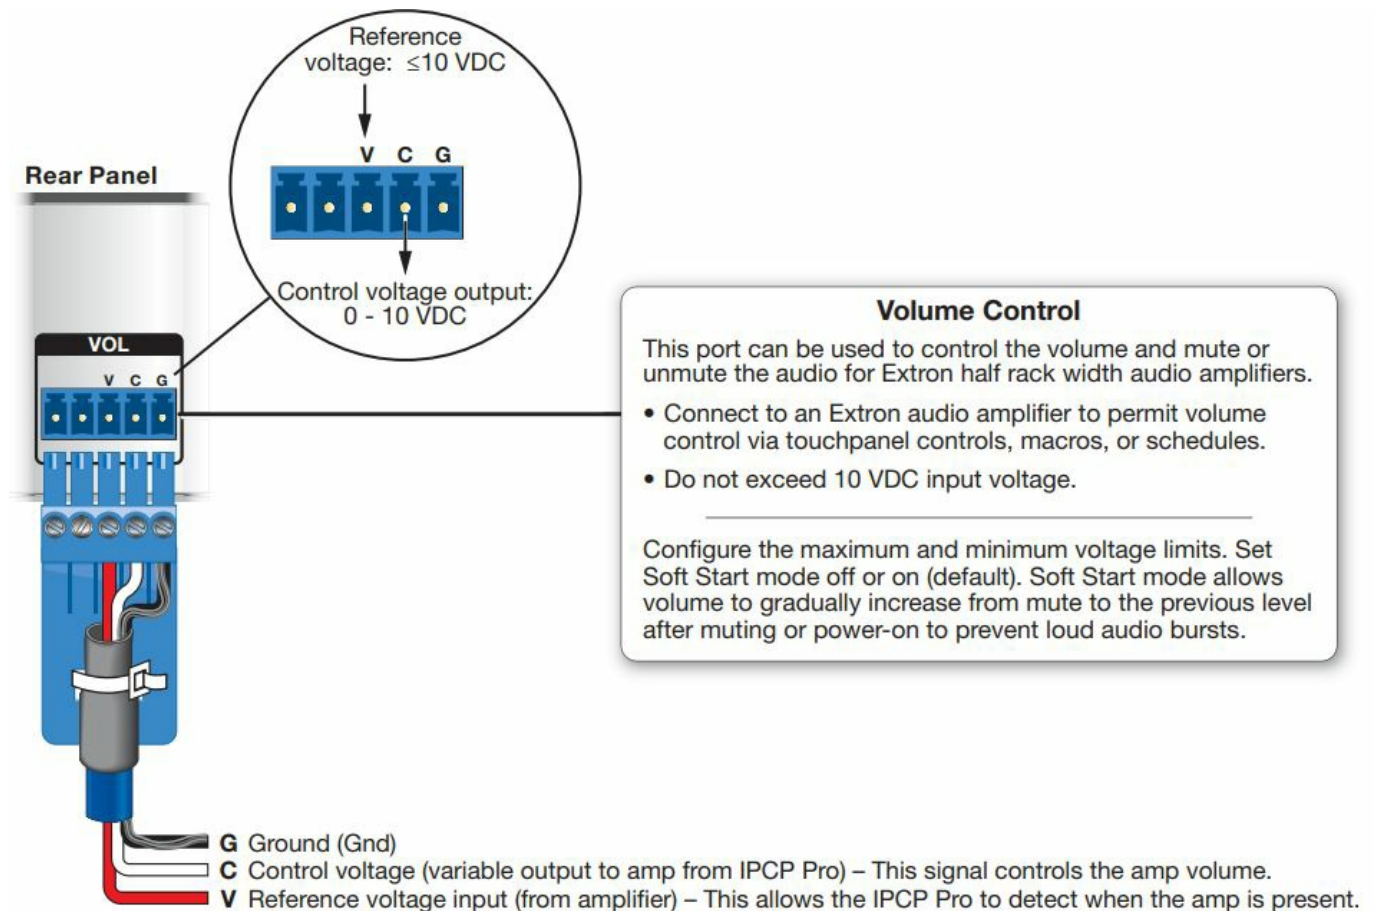 Reference
voltage: ≤10 VDC
V C G
Rear Panel
Control voltage output:
0 - 10 VDC
VOL
V C G
Volume Control
This port can be used to control the volume and mute or
unmute the audio for Extron half rack width audio amplifiers.
• Connect to an Extron audio amplifier to permit volume
control via touchpanel controls, macros, or schedules.
• Do not exceed 10 VDC input voltage.
Configure the maximum and minimum voltage limits. Set
Soft Start mode off or on (default). Soft Start mode allows
volume to gradually increase from mute to the previous level
after muting or power-on to prevent loud audio bursts.
G Ground (Gnd)
C Control voltage (variable output to amp from IPCP Pro) – This signal controls the amp volume.
V Reference voltage input (from amplifier) – This allows the IPCP Pro to detect when the amp is present.